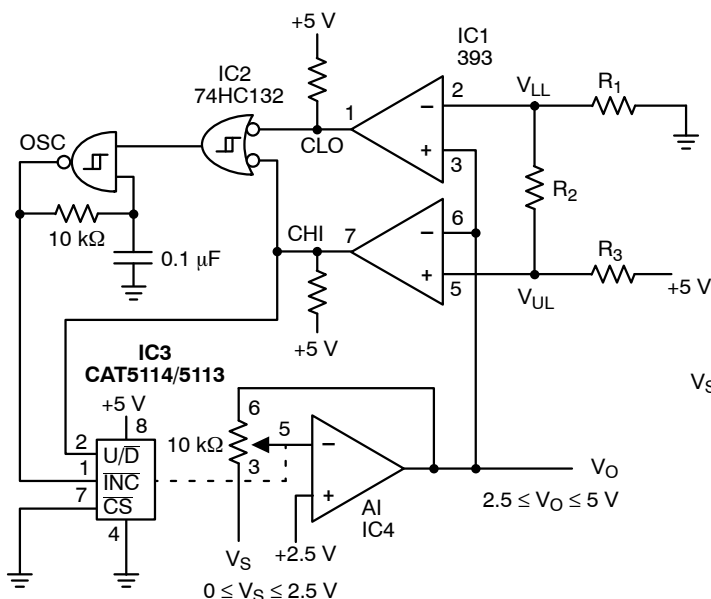 +5 V
IC1
393
IC2
74HC132
OSC
1
CLO
2
3
–
+
V_LL
R_1
R_2
10 kΩ
0.1 µF
CHI
7
6
5
–
+
V_UL
R_3
+5 V
+5 V
IC3
CAT5114/5113
+5 V
8
2
U/D̅
1
I̅N̅C̅
7
C̅S̅
4
10 kΩ
6
5
3
–
+
AI
IC4
V_S
+2.5 V
0 ≤ V_S ≤ 2.5 V
V_O
2.5 ≤ V_O ≤ 5 V
V_S